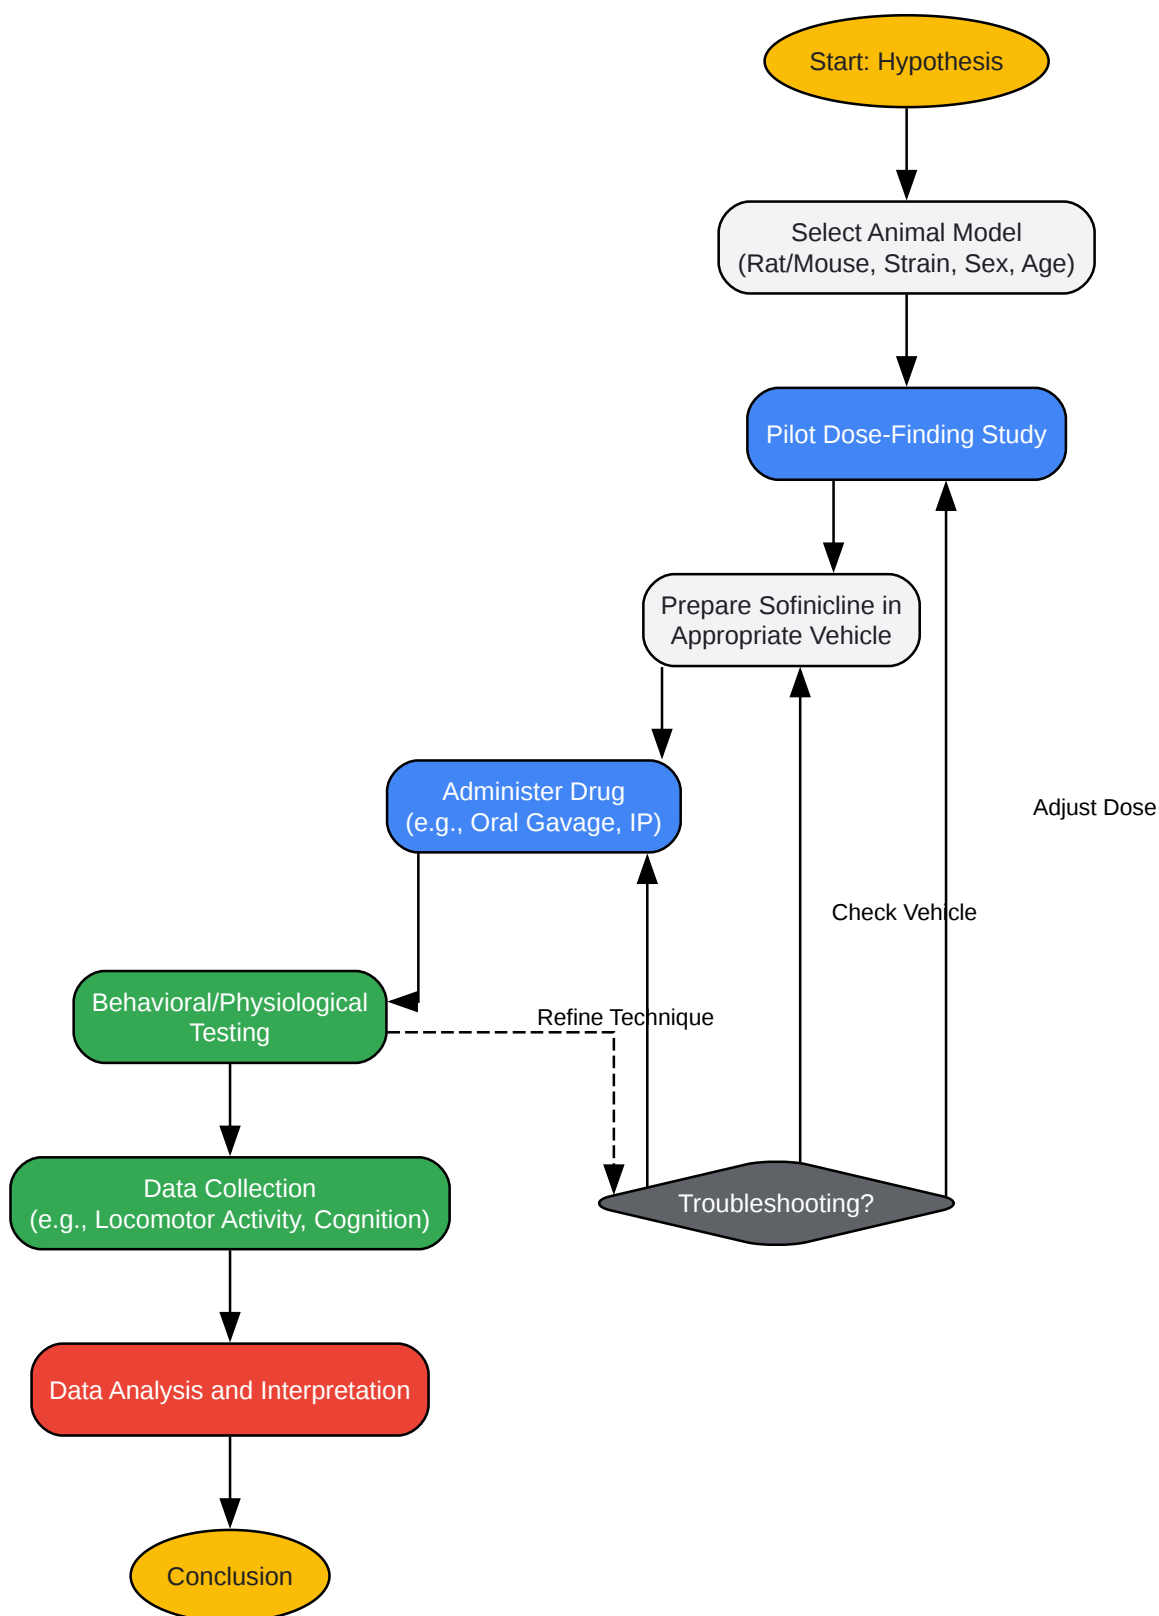 Start: Hypothesis
Select Animal Model
(Rat/Mouse, Strain, Sex, Age)
Pilot Dose-Finding Study
Prepare Sofinicline in
Appropriate Vehicle
Administer Drug
(e.g., Oral Gavage, IP)
Adjust Dose
Check Vehicle
Behavioral/Physiological
Testing
Refine Technique
Data Collection
(e.g., Locomotor Activity, Cognition)
Troubleshooting?
Data Analysis and Interpretation
Conclusion